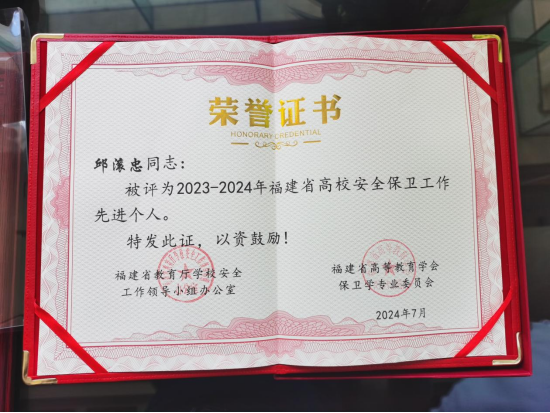 荣誉证书
HONORARY CREDENTIAL
邱滚忠同志：
被评为2023-2024年福建省高校安全保卫工作
先进个人。
特发此证，以资鼓励！
福建省教育厅学校安全
工作领导小组办公室
福建省高等教育学会
保卫学专业委员会
2024年7月